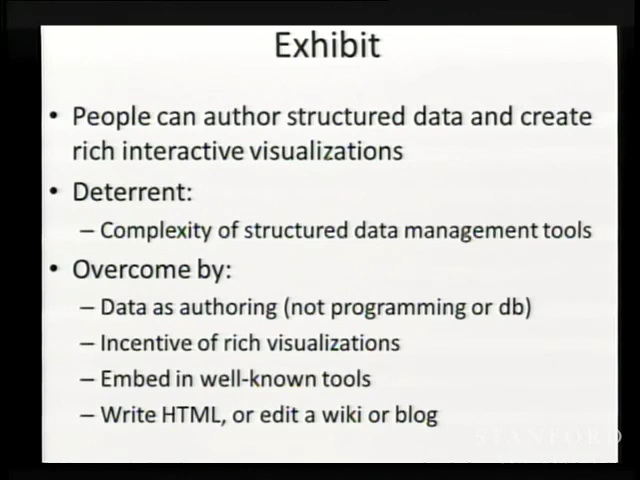 Exhibit
• People can author structured data and create
rich interactive visualizations
• Deterrent:
– Complexity of structured data management tools
• Overcome by:
– Data as authoring (not programming or db)
– Incentive of rich visualizations
– Embed in well-known tools
– Write HTML, or edit a wiki or blog
STANFORD